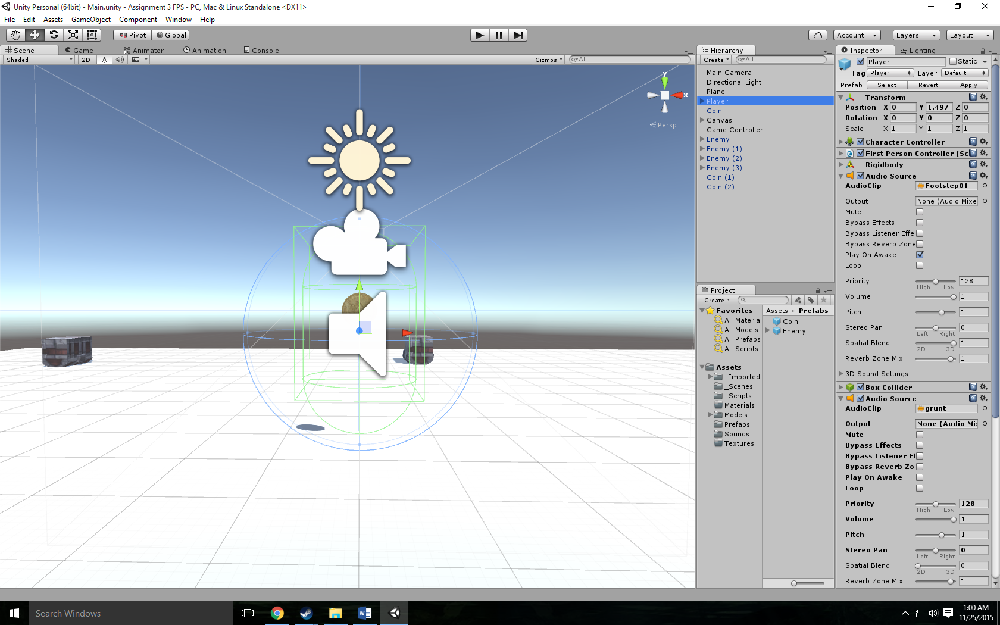 Unity Personal (64bit) - Main.unity - Assignment 3 FPS - PC, Mac & Linux Standalone <DX11>
File Edit Assets GameObject Component Window Help
Pivot Global Account Layers Layout
Scene Game Animator Animation Console
Shaded 2D Gizmos All
y
x
Persp
Hierarchy
Create All
Main Camera
Directional Light
Plane
Player
Coin
Canvas
Game Controller
Enemy
Enemy (1)
Enemy (2)
Enemy (3)
Coin (1)
Coin (2)
Project
Create
Favorites
All Material
All Models
All Prefabs
All Scripts
Assets
_Imported
_Scenes
_Scripts
Materials
Models
Prefabs
Sounds
Textures
Assets Prefabs
Coin
Enemy
Inspector Lighting
Player Static
Tag Player Layer Default
Prefab Select Revert Apply
Transform
Position X 0 Y 1.497 Z 0
Rotation X 0 Y 0 Z 0
Scale X 1 Y 1 Z 1
Character Controller
First Person Controller (Sc
Rigidbody
Audio Source
AudioClip Footstep01
Output None (Audio Mixe
Mute
Bypass Effects
Bypass Listener Effe
Bypass Reverb Zone
Play On Awake
Loop
Priority 128
High Low
Volume 1
Pitch 1
Stereo Pan 0
Left Right
Spatial Blend 1
2D 3D
Reverb Zone Mix 1
3D Sound Settings
Box Collider
Audio Source
AudioClip grunt
Output None (Audio Mi
Mute
Bypass Effects
Bypass Listener Ef
Bypass Reverb Zo
Play On Awake
Loop
Priority 128
High Low
Volume 1
Pitch 1
Stereo Pan 0
Left Right
Spatial Blend 0
2D 3D
Reverb Zone Mix 1
Search Windows
1:00 AM
11/25/2015